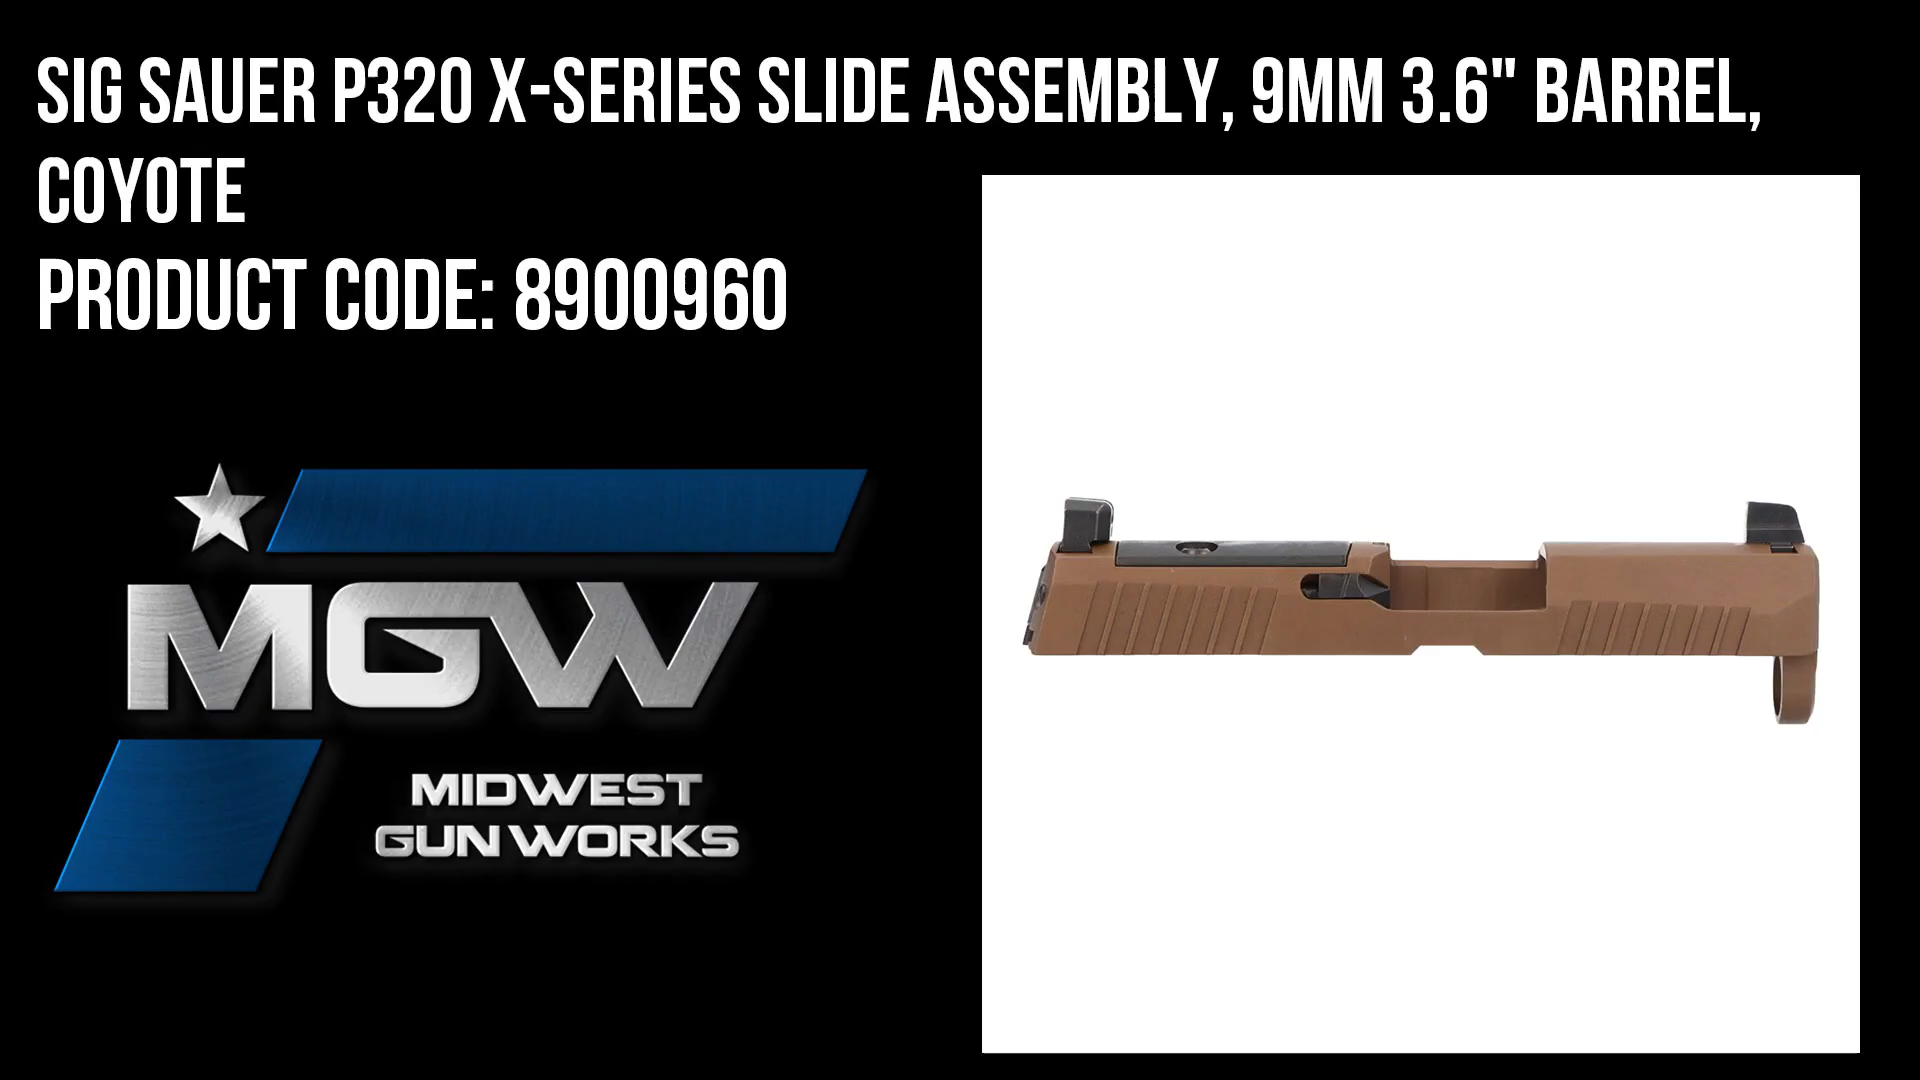 SIG SAUER P320 X-SERIES SLIDE ASSEMBLY, 9MM 3.6" BARREL,
COYOTE
PRODUCT CODE: 8900960
MGW
MIDWEST
GUN WORKS